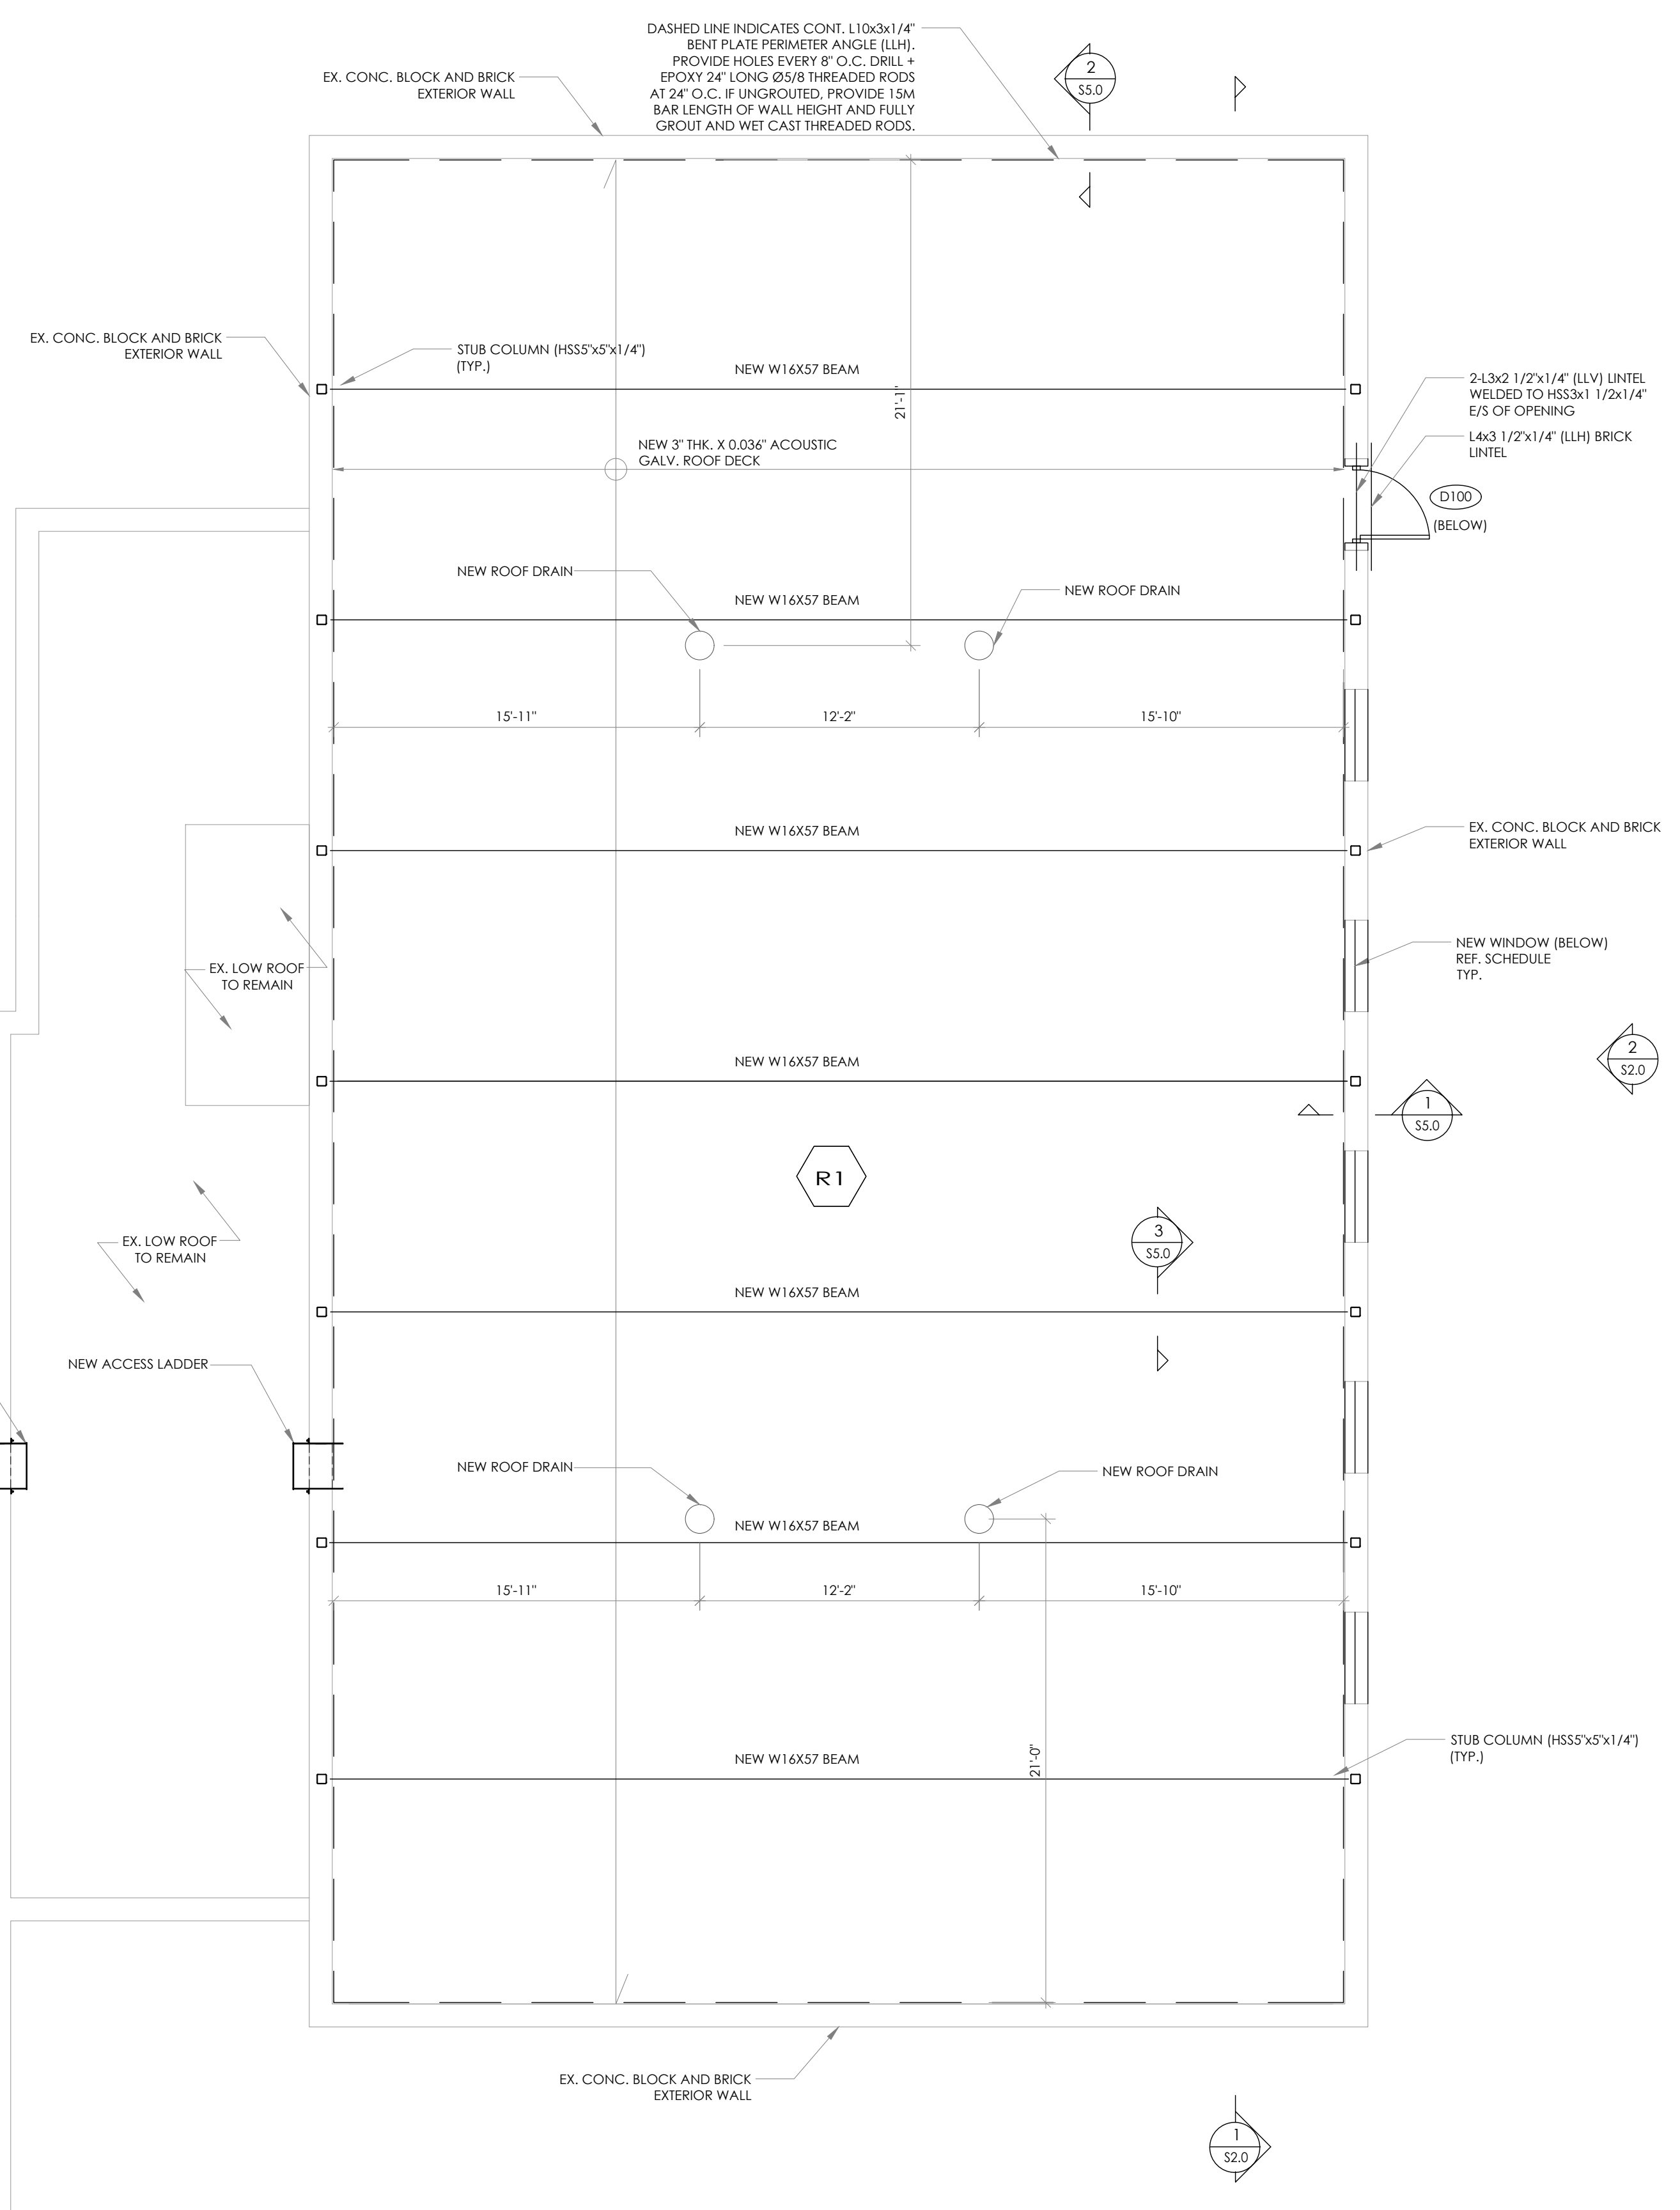 DASHED LINE INDICATES CONT. L10x3x1/4"
BENT PLATE PERIMETER ANGLE (LLH).
PROVIDE HOLES EVERY 8" O.C. DRILL +
EPOXY 24" LONG Ø5/8 THREADED RODS
AT 24" O.C. IF UNGROUTED, PROVIDE 15M
BAR LENGTH OF WALL HEIGHT AND FULLY
GROUT AND WET CAST THREADED RODS.
2
S5.0
EX. CONC. BLOCK AND BRICK
EXTERIOR WALL
EX. CONC. BLOCK AND BRICK
EXTERIOR WALL
STUB COLUMN (HSS5"x5"x1/4")
(TYP.)
NEW W16X57 BEAM
21'-1"
2-L3x2 1/2"x1/4" (LLV) LINTEL
WELDED TO HSS3x1 1/2x1/4"
E/S OF OPENING
L4x3 1/2"x1/4" (LLH) BRICK
LINTEL
NEW 3" THK. X 0.036" ACOUSTIC
GALV. ROOF DECK
D100
(BELOW)
NEW ROOF DRAIN
NEW W16X57 BEAM
NEW ROOF DRAIN
15'-11"
12'-2"
15'-10"
NEW W16X57 BEAM
EX. CONC. BLOCK AND BRICK
EXTERIOR WALL
EX. LOW ROOF
TO REMAIN
NEW WINDOW (BELOW)
REF. SCHEDULE
TYP.
NEW W16X57 BEAM
2
S2.0
1
S5.0
R1
3
S5.0
EX. LOW ROOF
TO REMAIN
NEW W16X57 BEAM
NEW ACCESS LADDER
NEW ROOF DRAIN
NEW ROOF DRAIN
NEW W16X57 BEAM
15'-11"
12'-2"
15'-10"
NEW W16X57 BEAM
21'-0"
STUB COLUMN (HSS5"x5"x1/4")
(TYP.)
EX. CONC. BLOCK AND BRICK
EXTERIOR WALL
1
S2.0